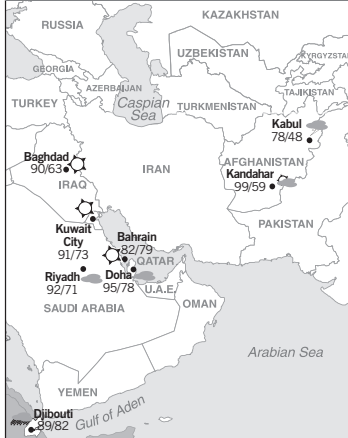 RUSSIA
KAZAKHSTAN
UZBEKISTAN
KYRGYZSTAN
GEORGIA
AZERBAIJAN
TAJIKISTAN
TURKEY
Caspian
Sea
TURKMENISTAN
Kabul
78/48
Baghdad
90/63
IRAN
AFGHANISTAN
Kandahar
99/59
IRAQ
PAKISTAN
Kuwait
City
91/73
Bahrain
82/79
QATAR
Riyadh
92/71
Doha
95/78
U.A.E.
OMAN
SAUDI ARABIA
Arabian Sea
YEMEN
Gulf of Aden
Djibouti
89/82